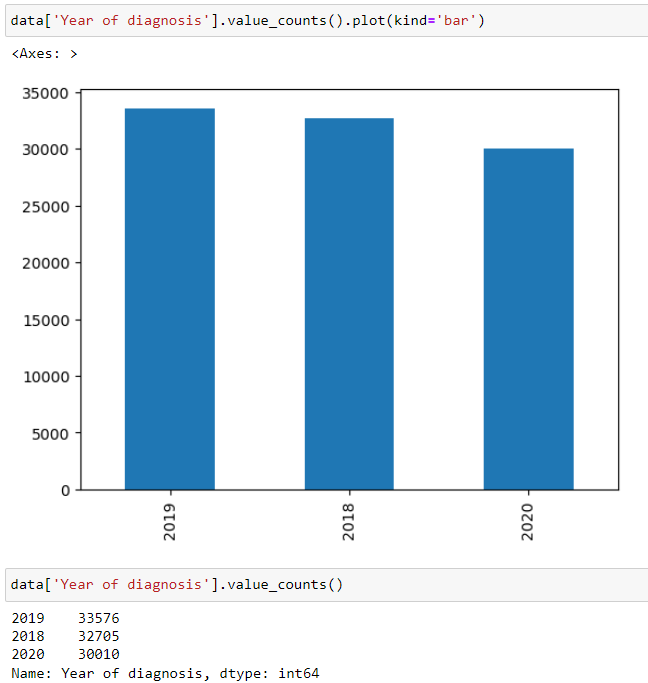 data['Year of diagnosis'].value_counts().plot(kind='bar')
<Axes: >
35000
30000
25000
20000
15000
10000
5000
0
2019 2018 2020
data['Year of diagnosis'].value_counts()
2019    33576
2018    32705
2020    30010
Name: Year of diagnosis, dtype: int64